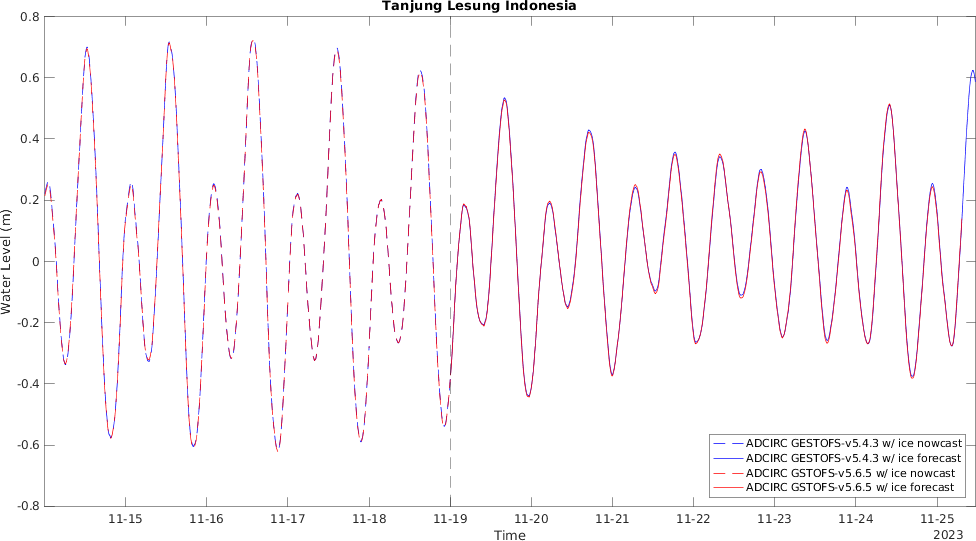 Tanjung Lesung Indonesia
0.8
0.6
0.4
0.2
0
-0.2
-0.4
-0.6
-0.8
Water Level (m)
ADCIRC GESTOFS-v5.4.3 w/ ice nowcast
ADCIRC GESTOFS-v5.4.3 w/ ice forecast
ADCIRC GSTOFS-v5.6.5 w/ ice nowcast
ADCIRC GSTOFS-v5.6.5 w/ ice forecast
11-15 11-16 11-17 11-18 11-19 11-20 11-21 11-22 11-23 11-24 11-25
Time 2023